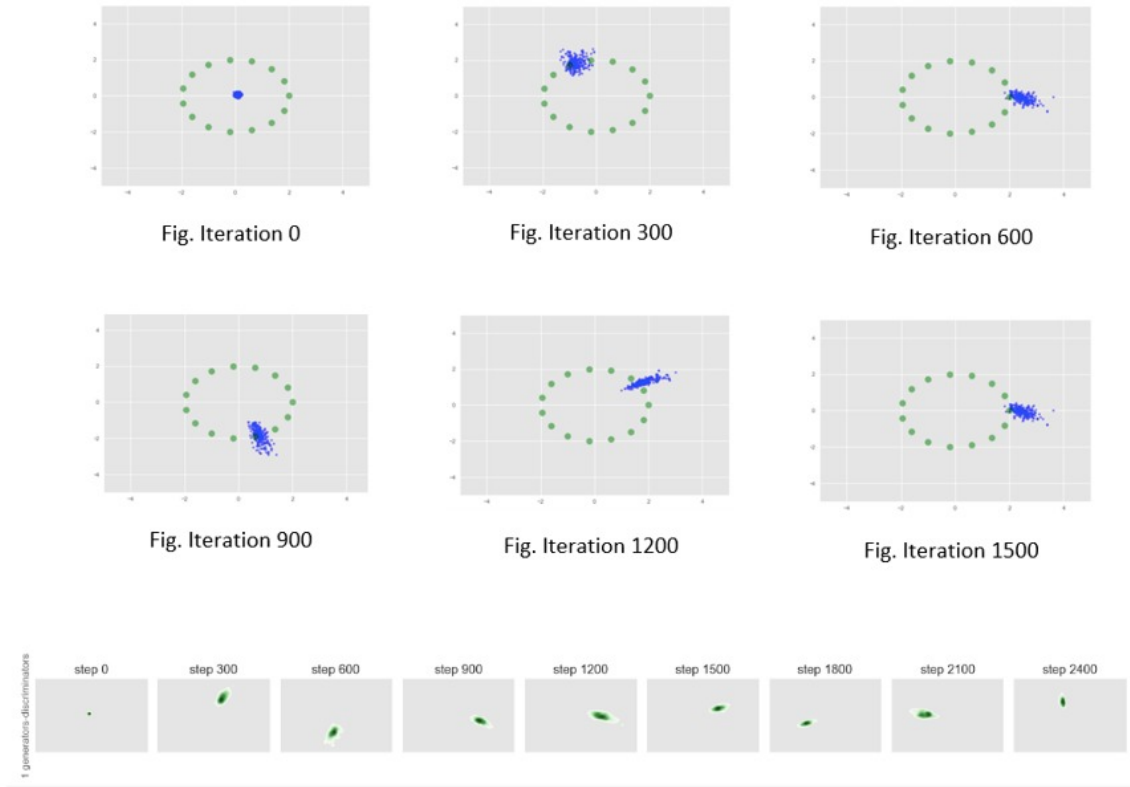 Fig. Iteration 0
Fig. Iteration 300
Fig. Iteration 600
Fig. Iteration 900
Fig. Iteration 1200
Fig. Iteration 1500
1 generators-discriminators
step 0
step 300
step 600
step 900
step 1200
step 1500
step 1800
step 2100
step 2400